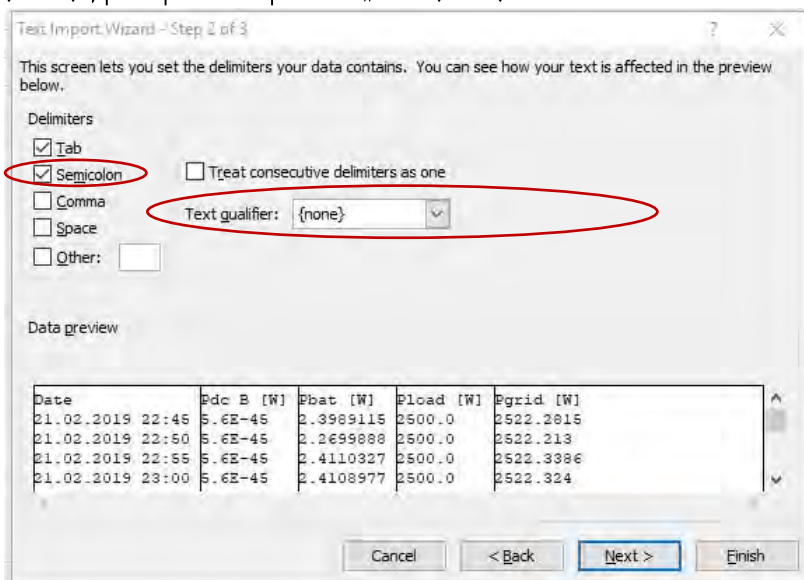 Text Import Wizard - Step 2 of 3
This screen lets you set the delimiters your data contains. You can see how your text is affected in the preview
below.
Delimiters
Tab
Semicolon
Treat consecutive delimiters as one
Comma
Text qualifier: {none}
Space
Other:
Data preview
Date Pdc B [W] Pbat [W] Pload [W] Pgrid [W]
21.02.2019 22:45 5.6E-45 2.3989115 2500.0 2522.2815
21.02.2019 22:50 5.6E-45 2.2699888 2500.0 2522.213
21.02.2019 22:55 5.6E-45 2.4110327 2500.0 2522.3386
21.02.2019 23:00 5.6E-45 2.4108977 2500.0 2522.324
Cancel < Back Next > Finish